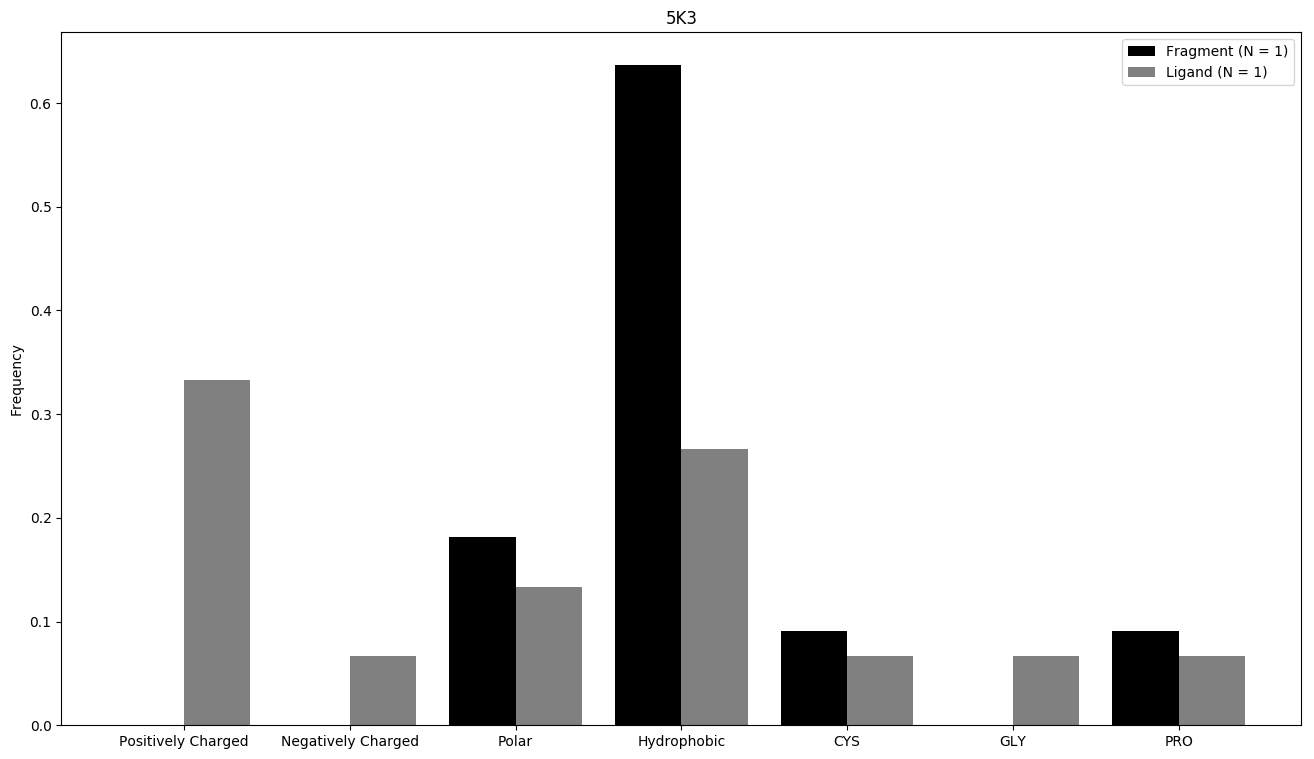 5K3
Fragment (N = 1)
Ligand (N = 1)
Frequency
0.6
0.5
0.4
0.3
0.2
0.1
0.0
Positively Charged Negatively Charged Polar Hydrophobic CYS GLY PRO